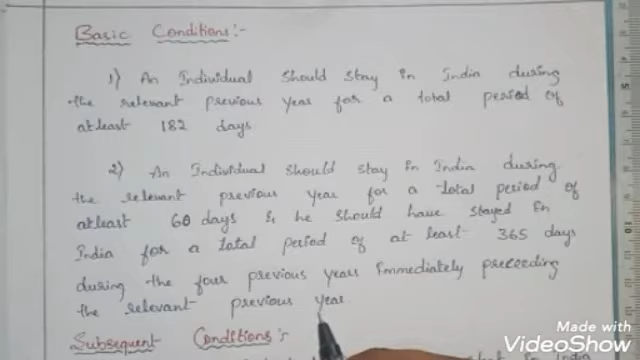 Basic Conditions:-
1) An Individual should stay in India during
the relevant previous year for a total period of
atleast 182 days
2) An Individual should stay in India during
the relevant previous year for a total period of
atleast 60 days & he should have stayed in
India for a total period of at least 365 days
during the four previous years immediately preceeding
the relevant previous year
Subsequent Conditions:-
Made with
VideoShow